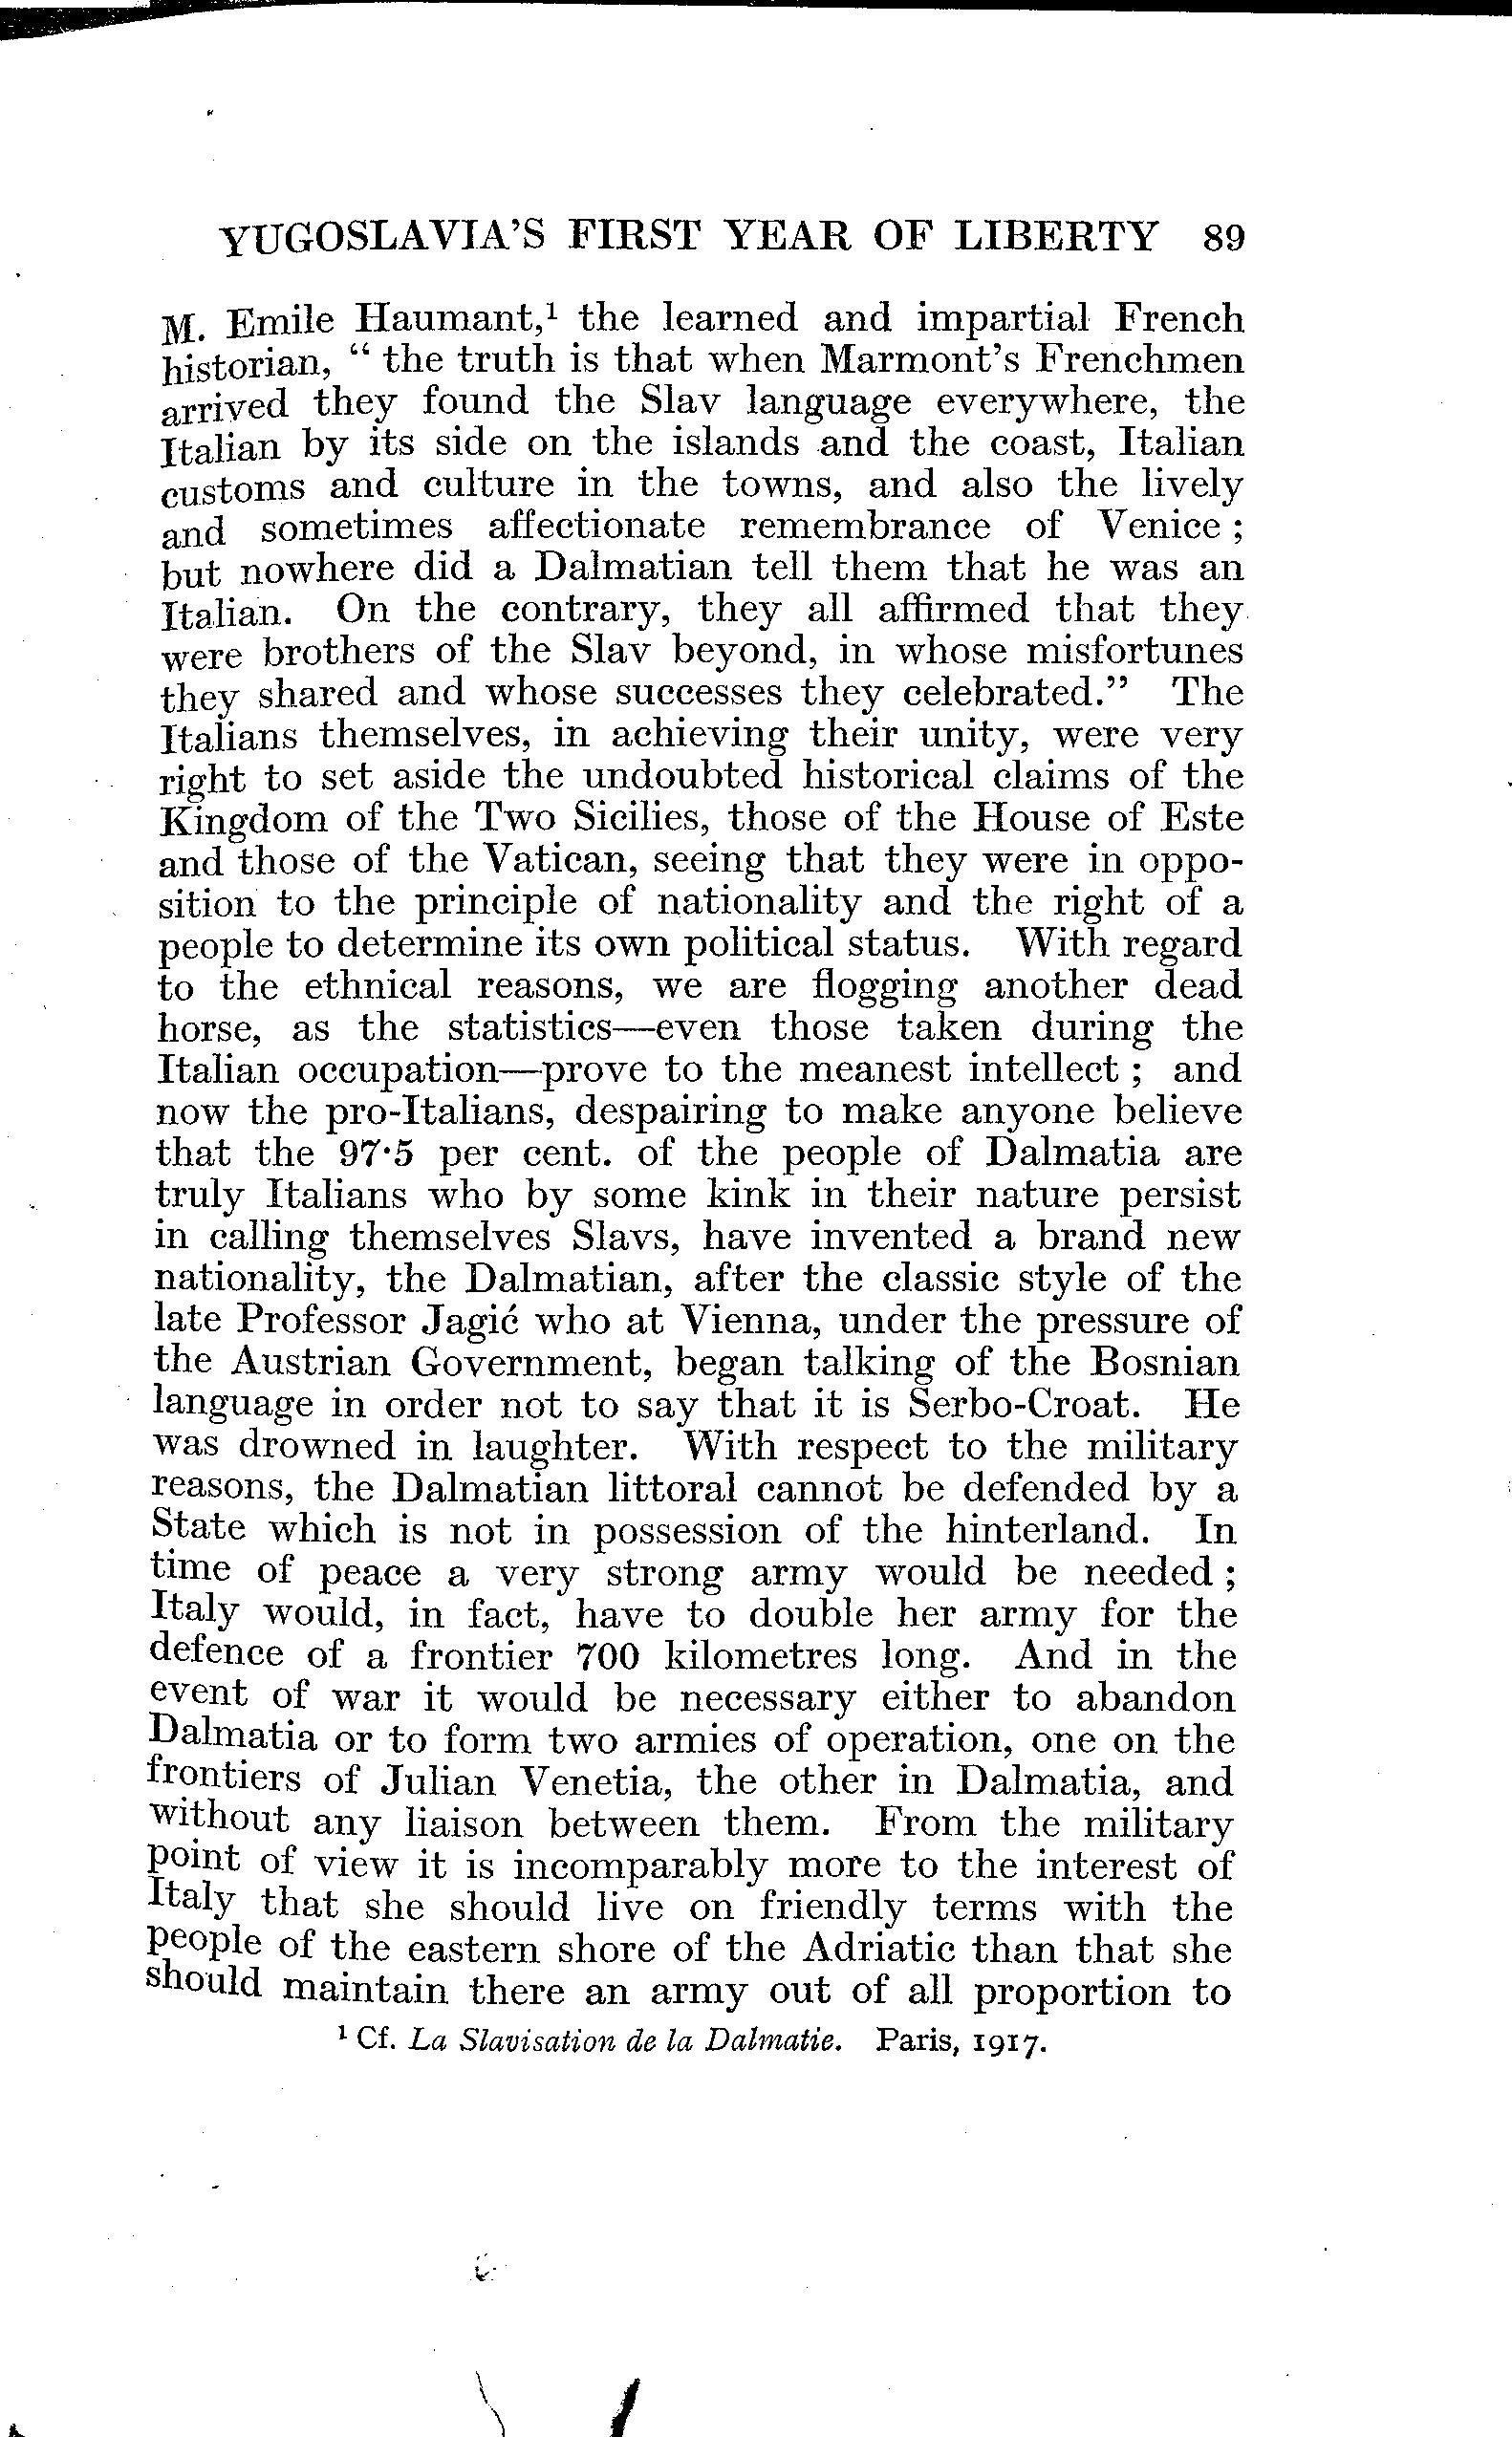 YUGOSLAVIA'S FIRST YEAR OF LIBERTY 89
M. Emile Haumant,¹ the learned and impartial French
historian, “ the truth is that when Marmont's Frenchmen
arrived they found the Slav language everywhere, the
Italian by its side on the islands and the coast, Italian
customs and culture in the towns, and also the lively
and sometimes affectionate remembrance of Venice ;
but nowhere did a Dalmatian tell them that he was an
Italian. On the contrary, they all affirmed that they
were brothers of the Slav beyond, in whose misfortunes
they shared and whose successes they celebrated.” The
Italians themselves, in achieving their unity, were very
right to set aside the undoubted historical claims of the
Kingdom of the Two Sicilies, those of the House of Este
and those of the Vatican, seeing that they were in oppo-
sition to the principle of nationality and the right of a
people to determine its own political status. With regard
to the ethnical reasons, we are flogging another dead
horse, as the statistics—even those taken during the
Italian occupation—prove to the meanest intellect ; and
now the pro-Italians, despairing to make anyone believe
that the 97·5 per cent. of the people of Dalmatia are
truly Italians who by some kink in their nature persist
in calling themselves Slavs, have invented a brand new
nationality, the Dalmatian, after the classic style of the
late Professor Jagić who at Vienna, under the pressure of
the Austrian Government, began talking of the Bosnian
language in order not to say that it is Serbo-Croat. He
was drowned in laughter. With respect to the military
reasons, the Dalmatian littoral cannot be defended by a
State which is not in possession of the hinterland. In
time of peace a very strong army would be needed ;
Italy would, in fact, have to double her army for the
defence of a frontier 700 kilometres long. And in the
event of war it would be necessary either to abandon
Dalmatia or to form two armies of operation, one on the
frontiers of Julian Venetia, the other in Dalmatia, and
without any liaison between them. From the military
point of view it is incomparably more to the interest of
Italy that she should live on friendly terms with the
people of the eastern shore of the Adriatic than that she
should maintain there an army out of all proportion to
¹ Cf. La Slavisation de la Dalmatie. Paris, 1917.